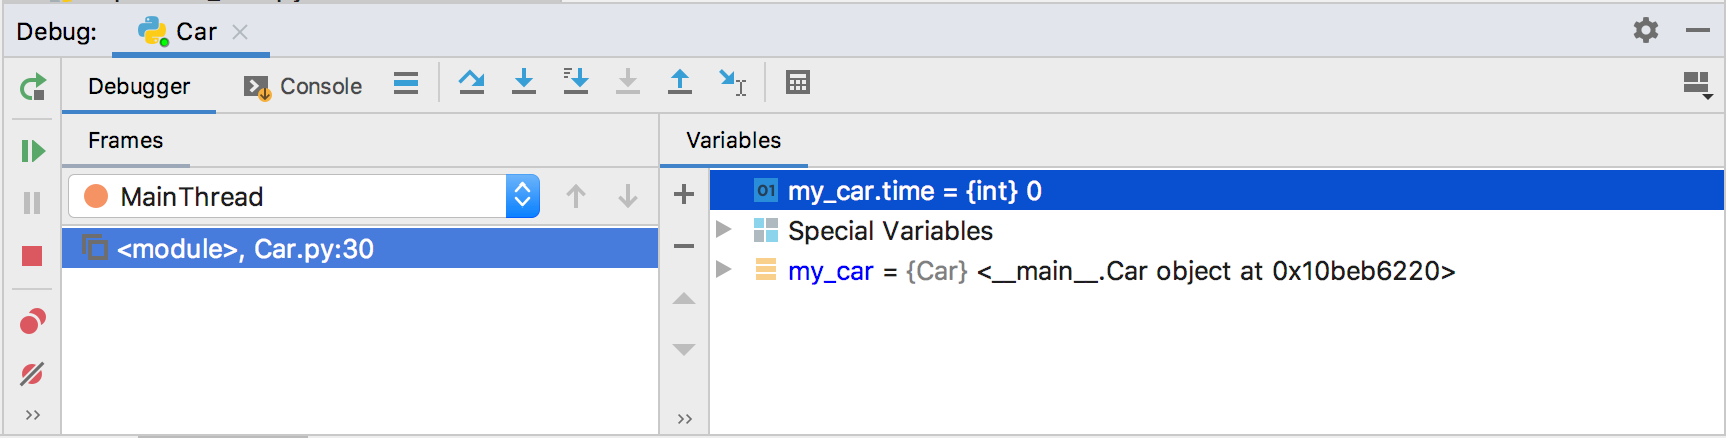 Debug: Car
Debugger Console
Frames
Variables
MainThread
<module>, Car.py:30
01 my_car.time = {int} 0
Special Variables
my_car = {Car} <__main__.Car object at 0x10beb6220>